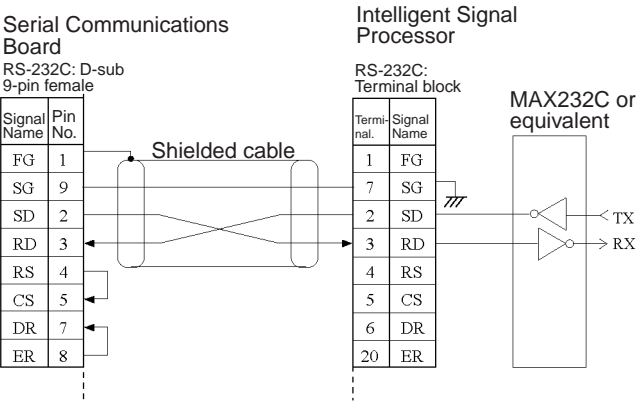 Serial Communications
Board
RS-232C: D-sub
9-pin female
Signal Name Pin No.
FG 1
SG 9
SD 2
RD 3
RS 4
CS 5
DR 7
ER 8
Shielded cable
Intelligent Signal
Processor
RS-232C:
Terminal block
Termi-nal. Signal Name
1 FG
7 SG
2 SD
3 RD
4 RS
5 CS
6 DR
20 ER
MAX232C or
equivalent
TX
RX